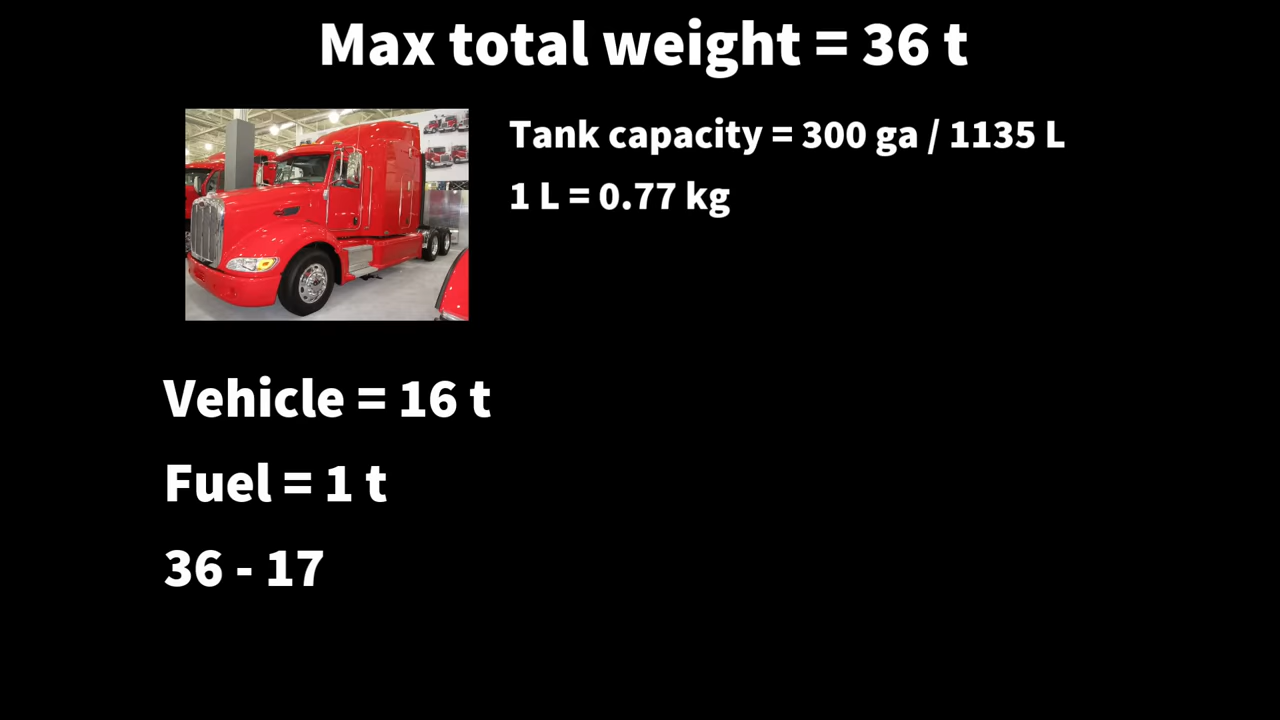 Max total weight = 36 t
Tank capacity = 300 ga / 1135 L
1 L = 0.77 kg
Vehicle = 16 t
Fuel = 1 t
36 - 17